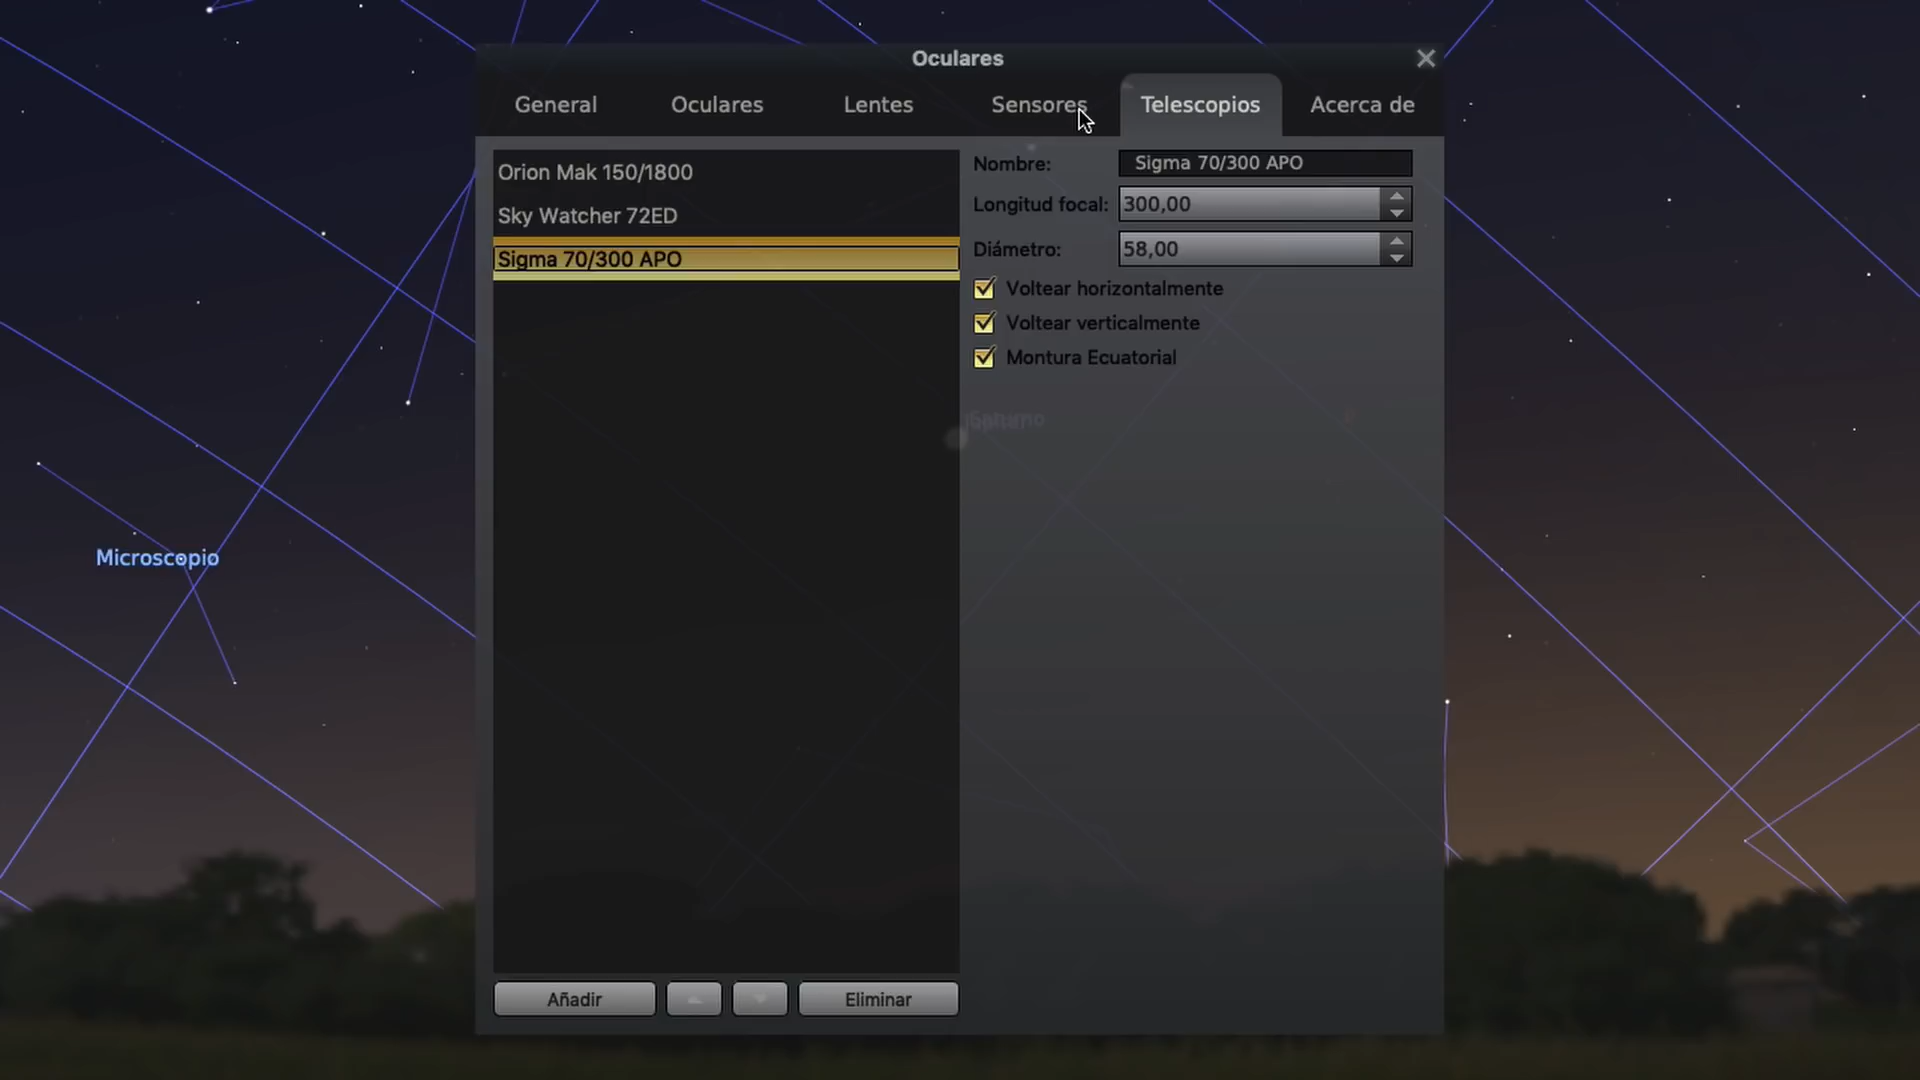 Oculares
General
Oculares
Lentes
Sensores
Telescopios
Acerca de
Orion Mak 150/1800
Sky Watcher 72ED
Sigma 70/300 APO
Nombre: Sigma 70/300 APO
Longitud focal: 300,00
Diámetro: 58,00
Voltear horizontalmente
Voltear verticalmente
Montura Ecuatorial
Saturno
Microscopio
Añadir
Eliminar